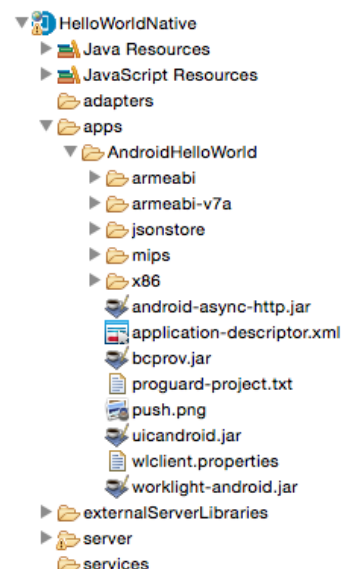 HelloWorldNative
Java Resources
JavaScript Resources
adapters
apps
AndroidHelloWorld
armeabi
armeabi-v7a
jsonstore
mips
x86
android-async-http.jar
application-descriptor.xml
bcprov.jar
proguard-project.txt
push.png
uicandroid.jar
wlclient.properties
worklight-android.jar
externalServerLibraries
server
services